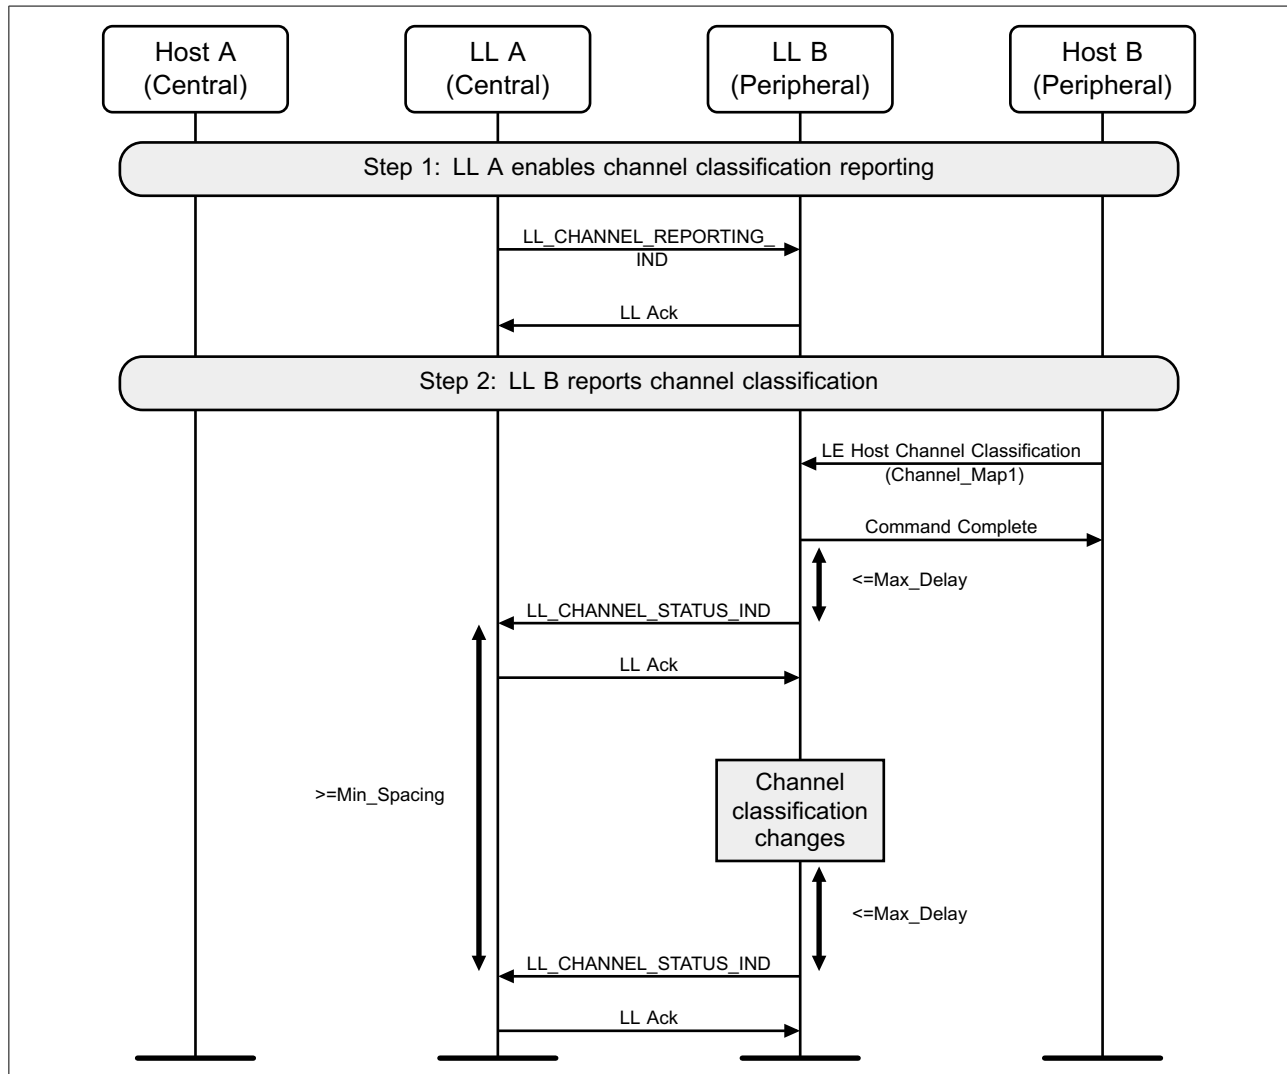 Host A
(Central)
LL A
(Central)
LL B
(Peripheral)
Host B
(Peripheral)
Step 1: LL A enables channel classification reporting
LL_CHANNEL_REPORTING_
IND
LL Ack
Step 2: LL B reports channel classification
LE Host Channel Classification
(Channel_Map1)
Command Complete
<=Max_Delay
LL_CHANNEL_STATUS_IND
LL Ack
>=Min_Spacing
Channel
classification
changes
<=Max_Delay
LL_CHANNEL_STATUS_IND
LL Ack